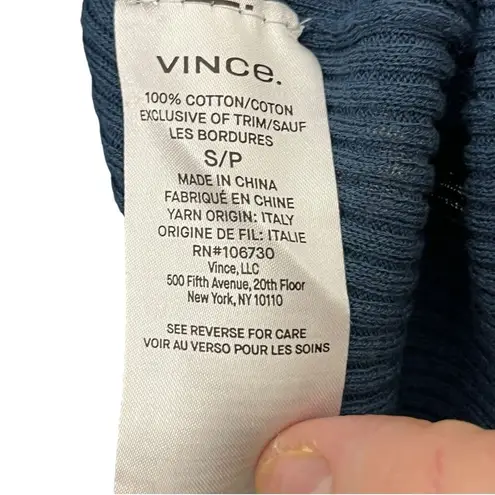 VINCe.
100% COTTON/COTON
EXCLUSIVE OF TRIM/SAUF
LES BORDURES
S/P
MADE IN CHINA
FABRIQUÉ EN CHINE
YARN ORIGIN: ITALY
ORIGINE DE FIL: ITALIE
RN#106730
Vince, LLC
500 Fifth Avenue, 20th Floor
New York, NY 10110
SEE REVERSE FOR CARE
VOIR AU VERSO POUR LES SOINS